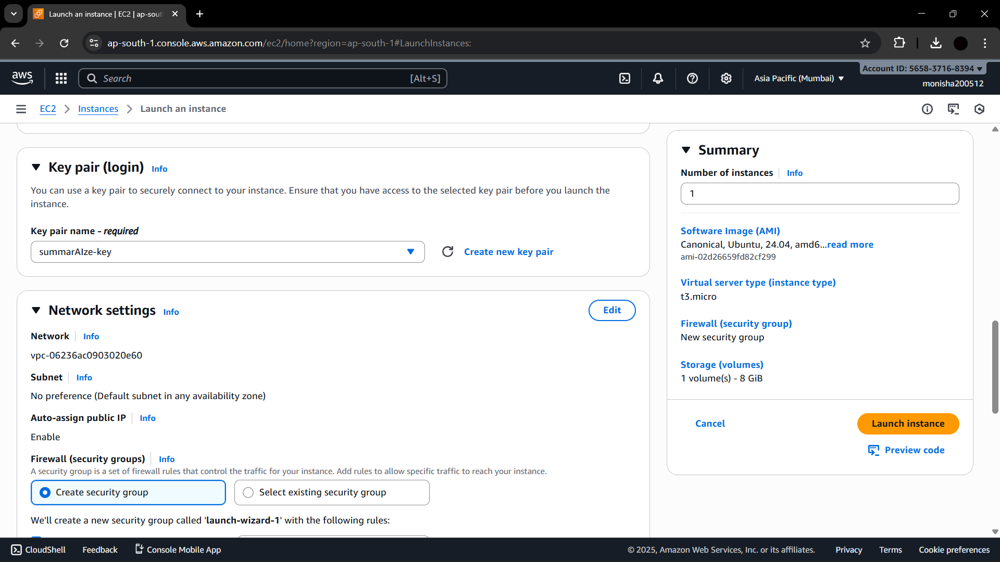 Launch an instance | EC2 | ap-sout
ap-south-1.console.aws.amazon.com/ec2/home?region=ap-south-1#LaunchInstances:
aws
Search
[Alt+S]
Asia Pacific (Mumbai)
Account ID: 5658-3716-8394
monisha200512
EC2
Instances
Launch an instance
Key pair (login)
Info
You can use a key pair to securely connect to your instance. Ensure that you have access to the selected key pair before you launch the
instance.
Key pair name - required
summarAIze-key
Create new key pair
Network settings
Info
Edit
Network
Info
vpc-06236ac0903020e60
Subnet
Info
No preference (Default subnet in any availability zone)
Auto-assign public IP
Info
Enable
Firewall (security groups)
Info
A security group is a set of firewall rules that control the traffic for your instance. Add rules to allow specific traffic to reach your instance.
Create security group
Select existing security group
We'll create a new security group called 'launch-wizard-1' with the following rules:
Summary
Number of instances
Info
1
Software Image (AMI)
Canonical, Ubuntu, 24.04, amd6...read more
ami-02d26659fd82cf299
Virtual server type (instance type)
t3.micro
Firewall (security group)
New security group
Storage (volumes)
1 volume(s) - 8 GiB
Cancel
Launch instance
Preview code
CloudShell
Feedback
Console Mobile App
© 2025, Amazon Web Services, Inc. or its affiliates.
Privacy
Terms
Cookie preferences